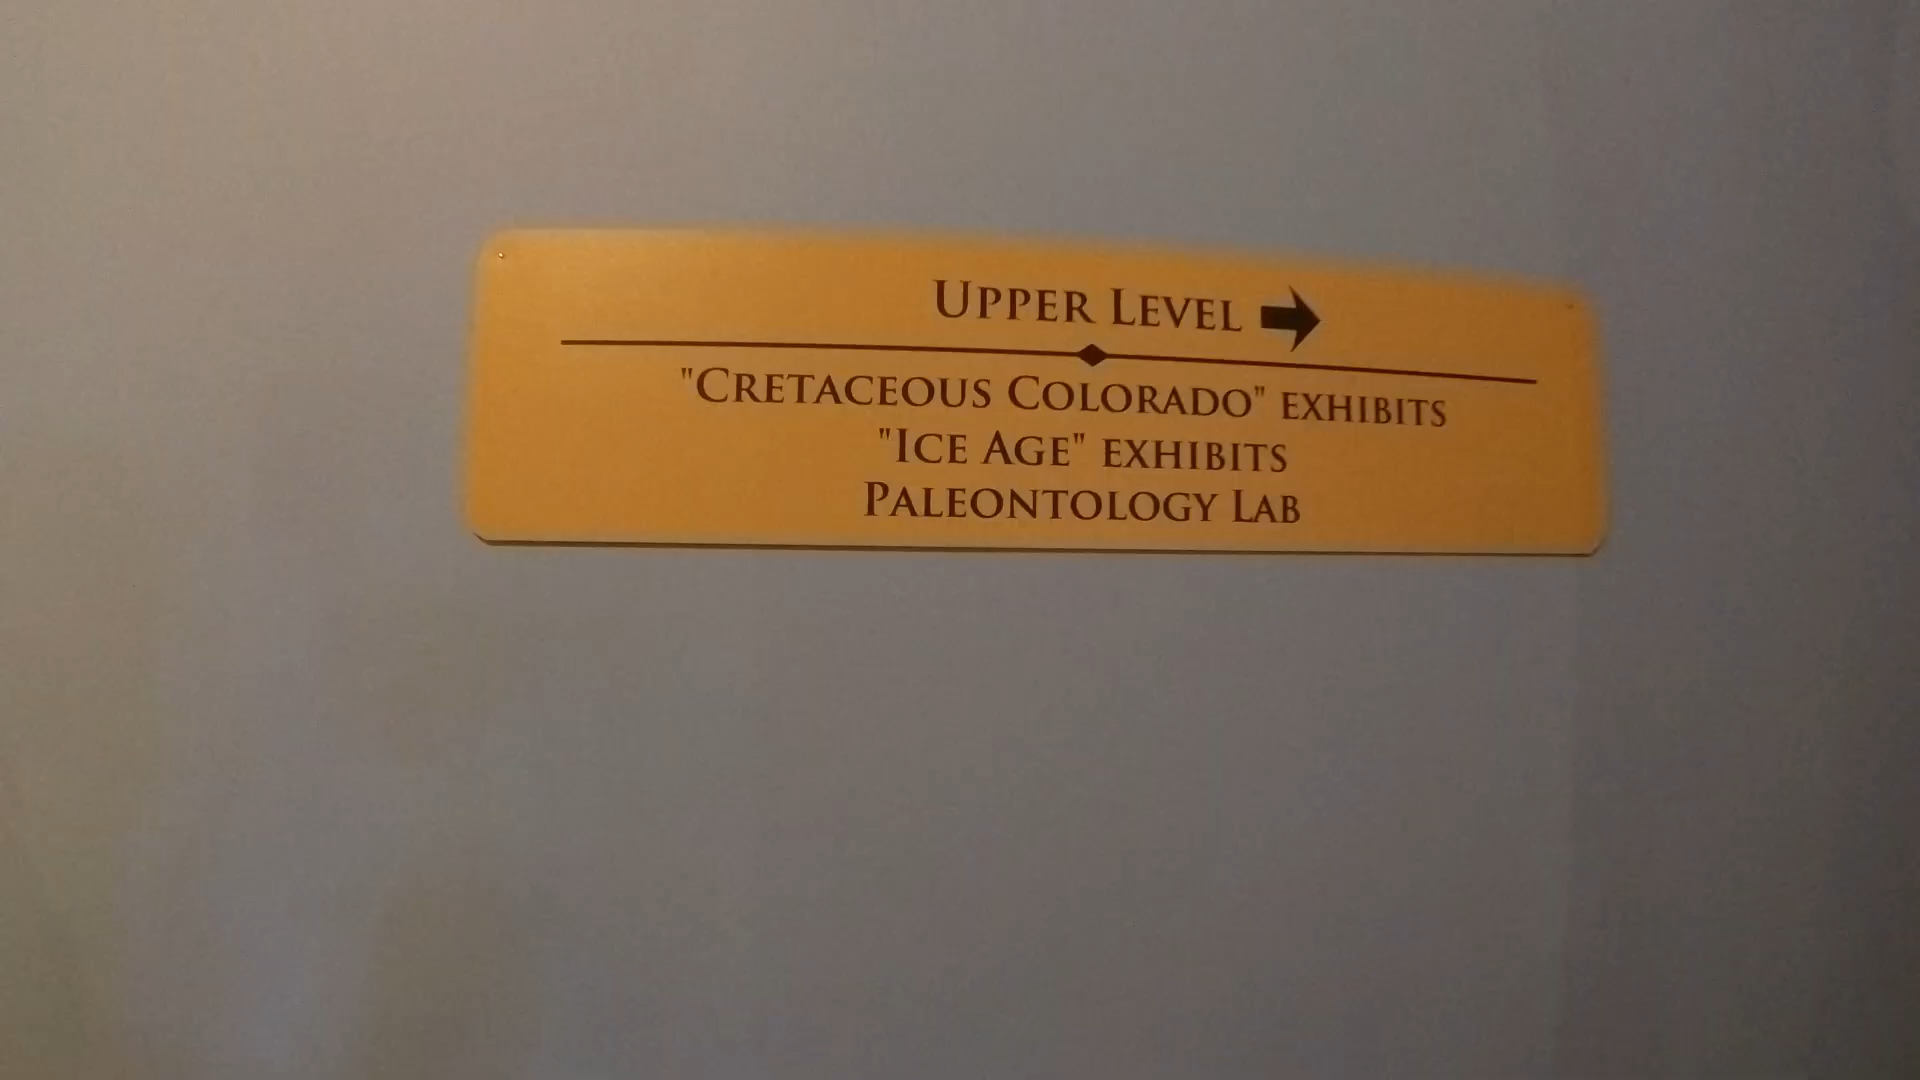 UPPER LEVEL
"CRETACEOUS COLORADO" EXHIBITS
"ICE AGE" EXHIBITS
PALEONTOLOGY LAB